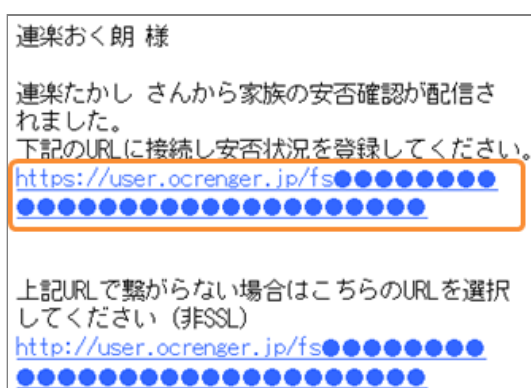 連楽おく朗 様
連楽たかし さんから家族の安否確認が配信さ
れました。
下記のURLに接続し安否状況を登録してください。
https://user.ocrenger.jp/fs●●●●●●●●
●●●●●●●●●●●●●●●●●●●●
上記URLで繋がらない場合はこちらのURLを選択
してください（非SSL）
http://user.ocrenger.jp/fs●●●●●●●●
●●●●●●●●●●●●●●●●●●●●